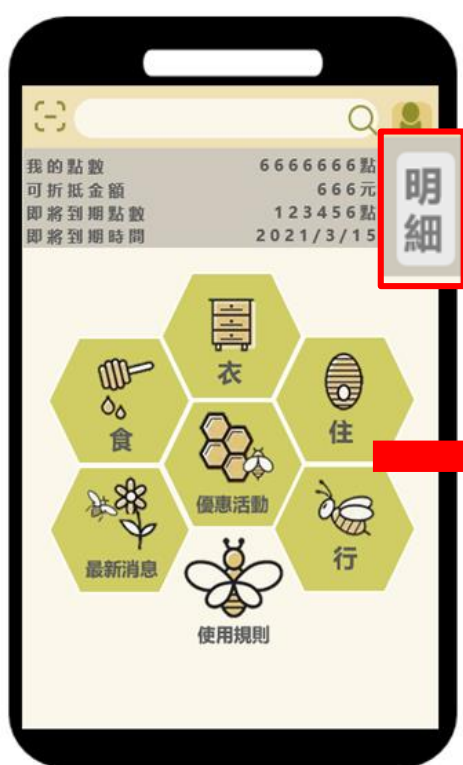 我的點數 6666666點
可折抵金額 666元
即將到期點數 123456點
即將到期時間 2021/3/15
明
細
衣
食
住
優惠活動
最新消息
行
使用規則